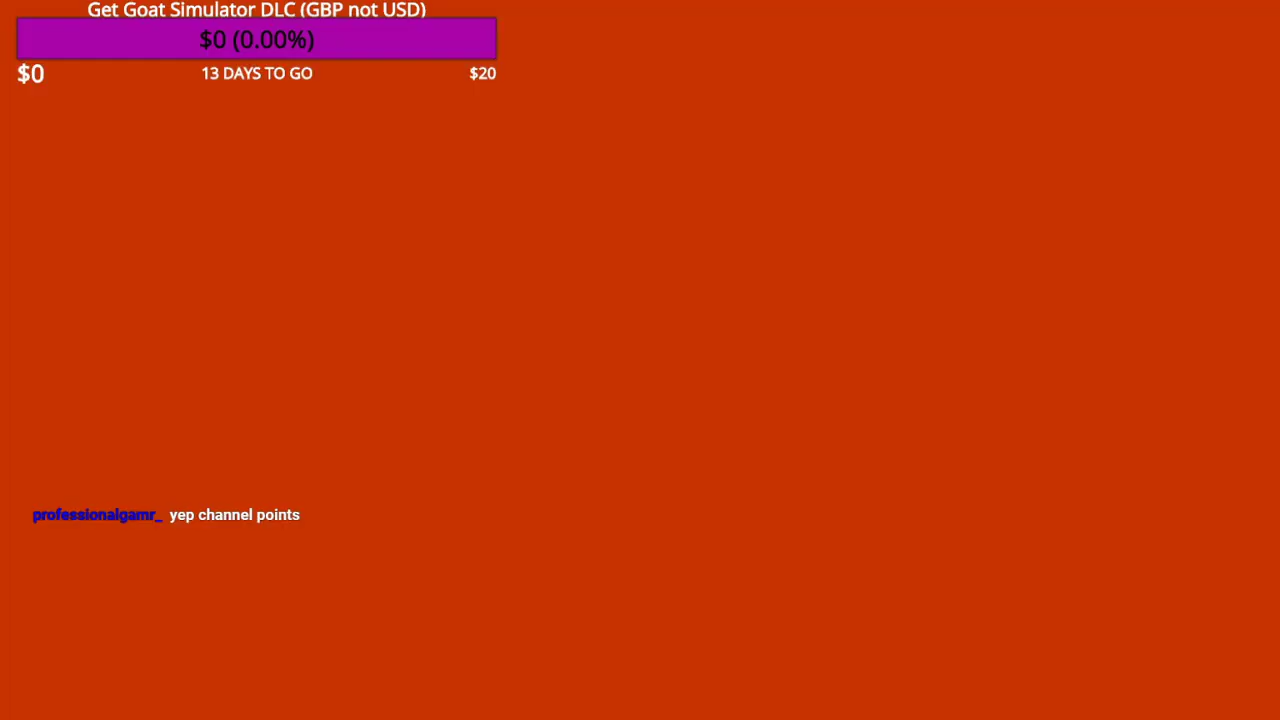 Get Goat Simulator DLC (GBP not USD)
$0 (0.00%)
$0 13 DAYS TO GO $20
professionalgamr_ yep channel points